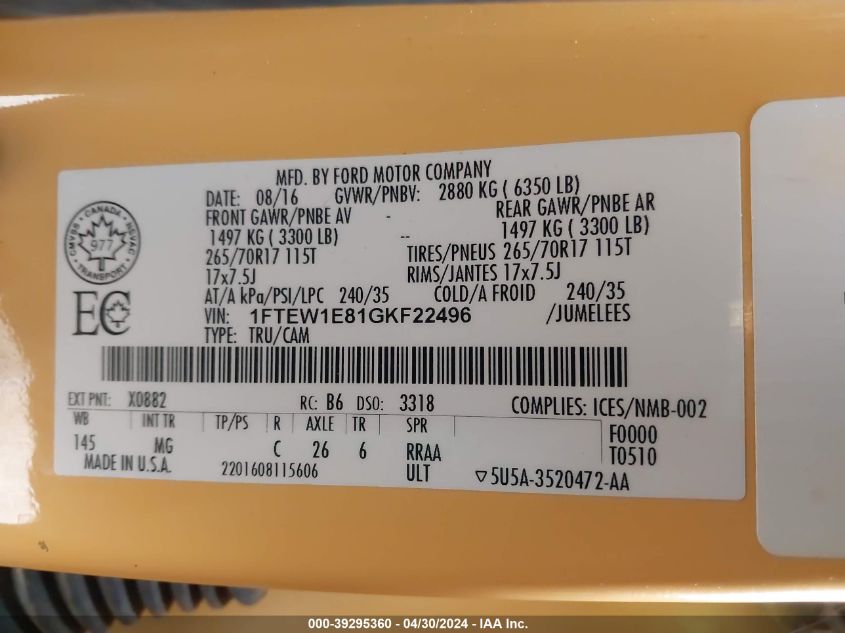 MFD. BY FORD MOTOR COMPANY
DATE: 08/16 GVWR/PNBV: 2880 KG ( 6350 LB)
FRONT GAWR/PNBE AV - REAR GAWR/PNBE AR
1497 KG ( 3300 LB) -- 1497 KG ( 3300 LB)
265/70R17 115T TIRES/PNEUS 265/70R17 115T
17x7.5J RIMS/JANTES 17x7.5J
AT/A kPa/PSI/LPC 240/35 COLD/A FROID 240/35
VIN: 1FTEW1E81GKF22496 /JUMELEES
TYPE: TRU/CAM
CANADA
CMVSS 977 NSVAC
TRANSPORT
EC
EXT PNT: X0882 RC: B6 DSO: 3318 COMPLIES: ICES/NMB-002
WB INT TR TP/PS R AXLE TR SPR F0000
145 MG C 26 6 RRAA T0510
MADE IN U.S.A. 2201608115606 ULT ▽5U5A-3520472-AA
000-39295360 - 04/30/2024 - IAA Inc.